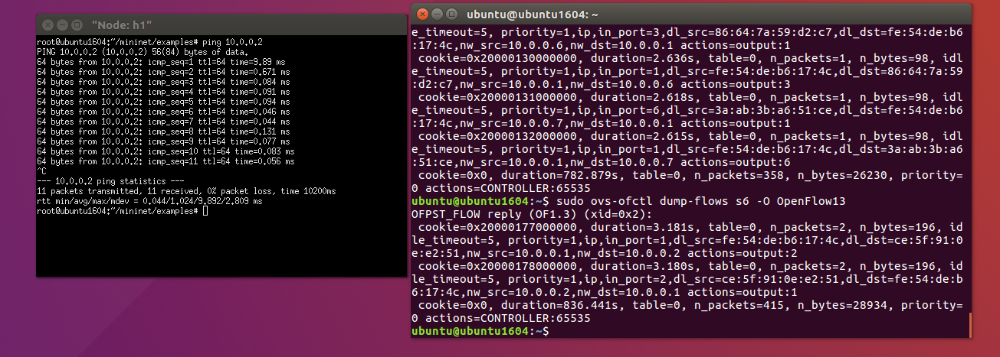 "Node: h1"
root@ubuntu1604:~/mininet/examples# ping 10.0.0.2
PING 10.0.0.2 (10.0.0.2) 56(84) bytes of data.
64 bytes from 10.0.0.2: icmp_seq=1 ttl=64 time=9.89 ms
64 bytes from 10.0.0.2: icmp_seq=2 ttl=64 time=0.671 ms
64 bytes from 10.0.0.2: icmp_seq=3 ttl=64 time=0.084 ms
64 bytes from 10.0.0.2: icmp_seq=4 ttl=64 time=0.091 ms
64 bytes from 10.0.0.2: icmp_seq=5 ttl=64 time=0.094 ms
64 bytes from 10.0.0.2: icmp_seq=6 ttl=64 time=0.046 ms
64 bytes from 10.0.0.2: icmp_seq=7 ttl=64 time=0.044 ms
64 bytes from 10.0.0.2: icmp_seq=8 ttl=64 time=0.131 ms
64 bytes from 10.0.0.2: icmp_seq=9 ttl=64 time=0.077 ms
64 bytes from 10.0.0.2: icmp_seq=10 ttl=64 time=0.083 ms
64 bytes from 10.0.0.2: icmp_seq=11 ttl=64 time=0.056 ms
^C
--- 10.0.0.2 ping statistics ---
11 packets transmitted, 11 received, 0% packet loss, time 10200ms
rtt min/avg/max/mdev = 0.044/1.024/9.892/2.809 ms
root@ubuntu1604:~/mininet/examples#
ubuntu@ubuntu1604: ~
e_timeout=5, priority=1,ip,in_port=3,dl_src=86:64:7a:59:d2:c7,dl_dst=fe:54:de:b6
:17:4c,nw_src=10.0.0.6,nw_dst=10.0.0.1 actions=output:1
cookie=0x20000130000000, duration=2.636s, table=0, n_packets=1, n_bytes=98, idl
e_timeout=5, priority=1,ip,in_port=1,dl_src=fe:54:de:b6:17:4c,dl_dst=86:64:7a:59
:d2:c7,nw_src=10.0.0.1,nw_dst=10.0.0.6 actions=output:3
cookie=0x20000131000000, duration=2.618s, table=0, n_packets=1, n_bytes=98, idl
e_timeout=5, priority=1,ip,in_port=6,dl_src=3a:ab:3b:a6:51:ce,dl_dst=fe:54:de:b6
:17:4c,nw_src=10.0.0.7,nw_dst=10.0.0.1 actions=output:1
cookie=0x20000132000000, duration=2.615s, table=0, n_packets=1, n_bytes=98, idl
e_timeout=5, priority=1,ip,in_port=1,dl_src=fe:54:de:b6:17:4c,dl_dst=3a:ab:3b:a6
:51:ce,nw_src=10.0.0.1,nw_dst=10.0.0.7 actions=output:6
cookie=0x0, duration=782.879s, table=0, n_packets=358, n_bytes=26230, priority=
0 actions=CONTROLLER:65535
ubuntu@ubuntu1604:~$ sudo ovs-ofctl dump-flows s6 -O OpenFlow13
OFPST_FLOW reply (OF1.3) (xid=0x2):
cookie=0x20000177000000, duration=3.181s, table=0, n_packets=2, n_bytes=196, id
le_timeout=5, priority=1,ip,in_port=1,dl_src=fe:54:de:b6:17:4c,dl_dst=ce:5f:91:0
e:e2:51,nw_src=10.0.0.1,nw_dst=10.0.0.2 actions=output:2
cookie=0x20000178000000, duration=3.180s, table=0, n_packets=2, n_bytes=196, id
le_timeout=5, priority=1,ip,in_port=2,dl_src=ce:5f:91:0e:e2:51,dl_dst=fe:54:de:b
6:17:4c,nw_src=10.0.0.2,nw_dst=10.0.0.1 actions=output:1
cookie=0x0, duration=836.441s, table=0, n_packets=415, n_bytes=28934, priority=
0 actions=CONTROLLER:65535
ubuntu@ubuntu1604:~$